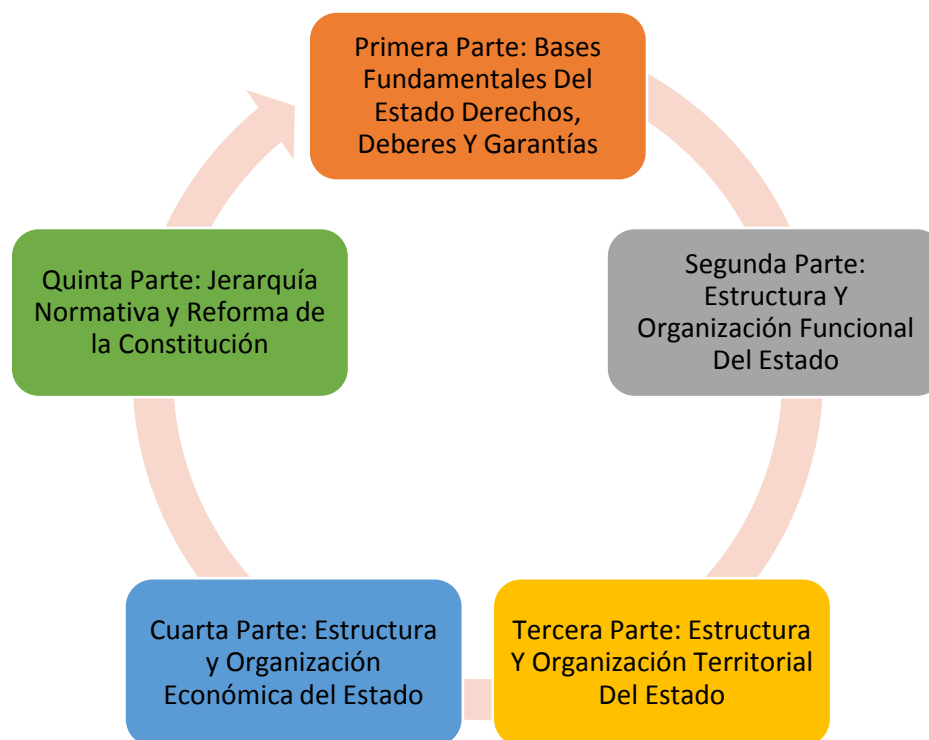 Primera Parte: Bases
Fundamentales Del
Estado Derechos,
Deberes Y Garantías
Segunda Parte:
Estructura Y
Organización Funcional
Del Estado
Tercera Parte: Estructura
Y Organización Territorial
Del Estado
Cuarta Parte: Estructura
y Organización
Económica del Estado
Quinta Parte: Jerarquía
Normativa y Reforma de
la Constitución